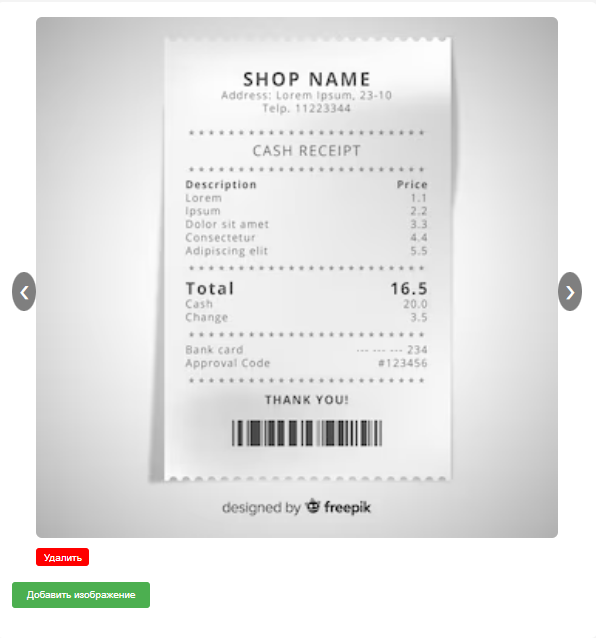 SHOP NAME
Address: Lorem Ipsum, 23-10
Telp. 11223344
CASH RECEIPT
Description Price
Lorem 1.1
Ipsum 2.2
Dolor sit amet 3.3
Consectetur 4.4
Adipiscing elit 5.5
Total 16.5
Cash 20.0
Change 3.5
Bank card --- --- --- 234
Approval Code #123456
THANK YOU!
designed by freepik
Удалить
Добавить изображение